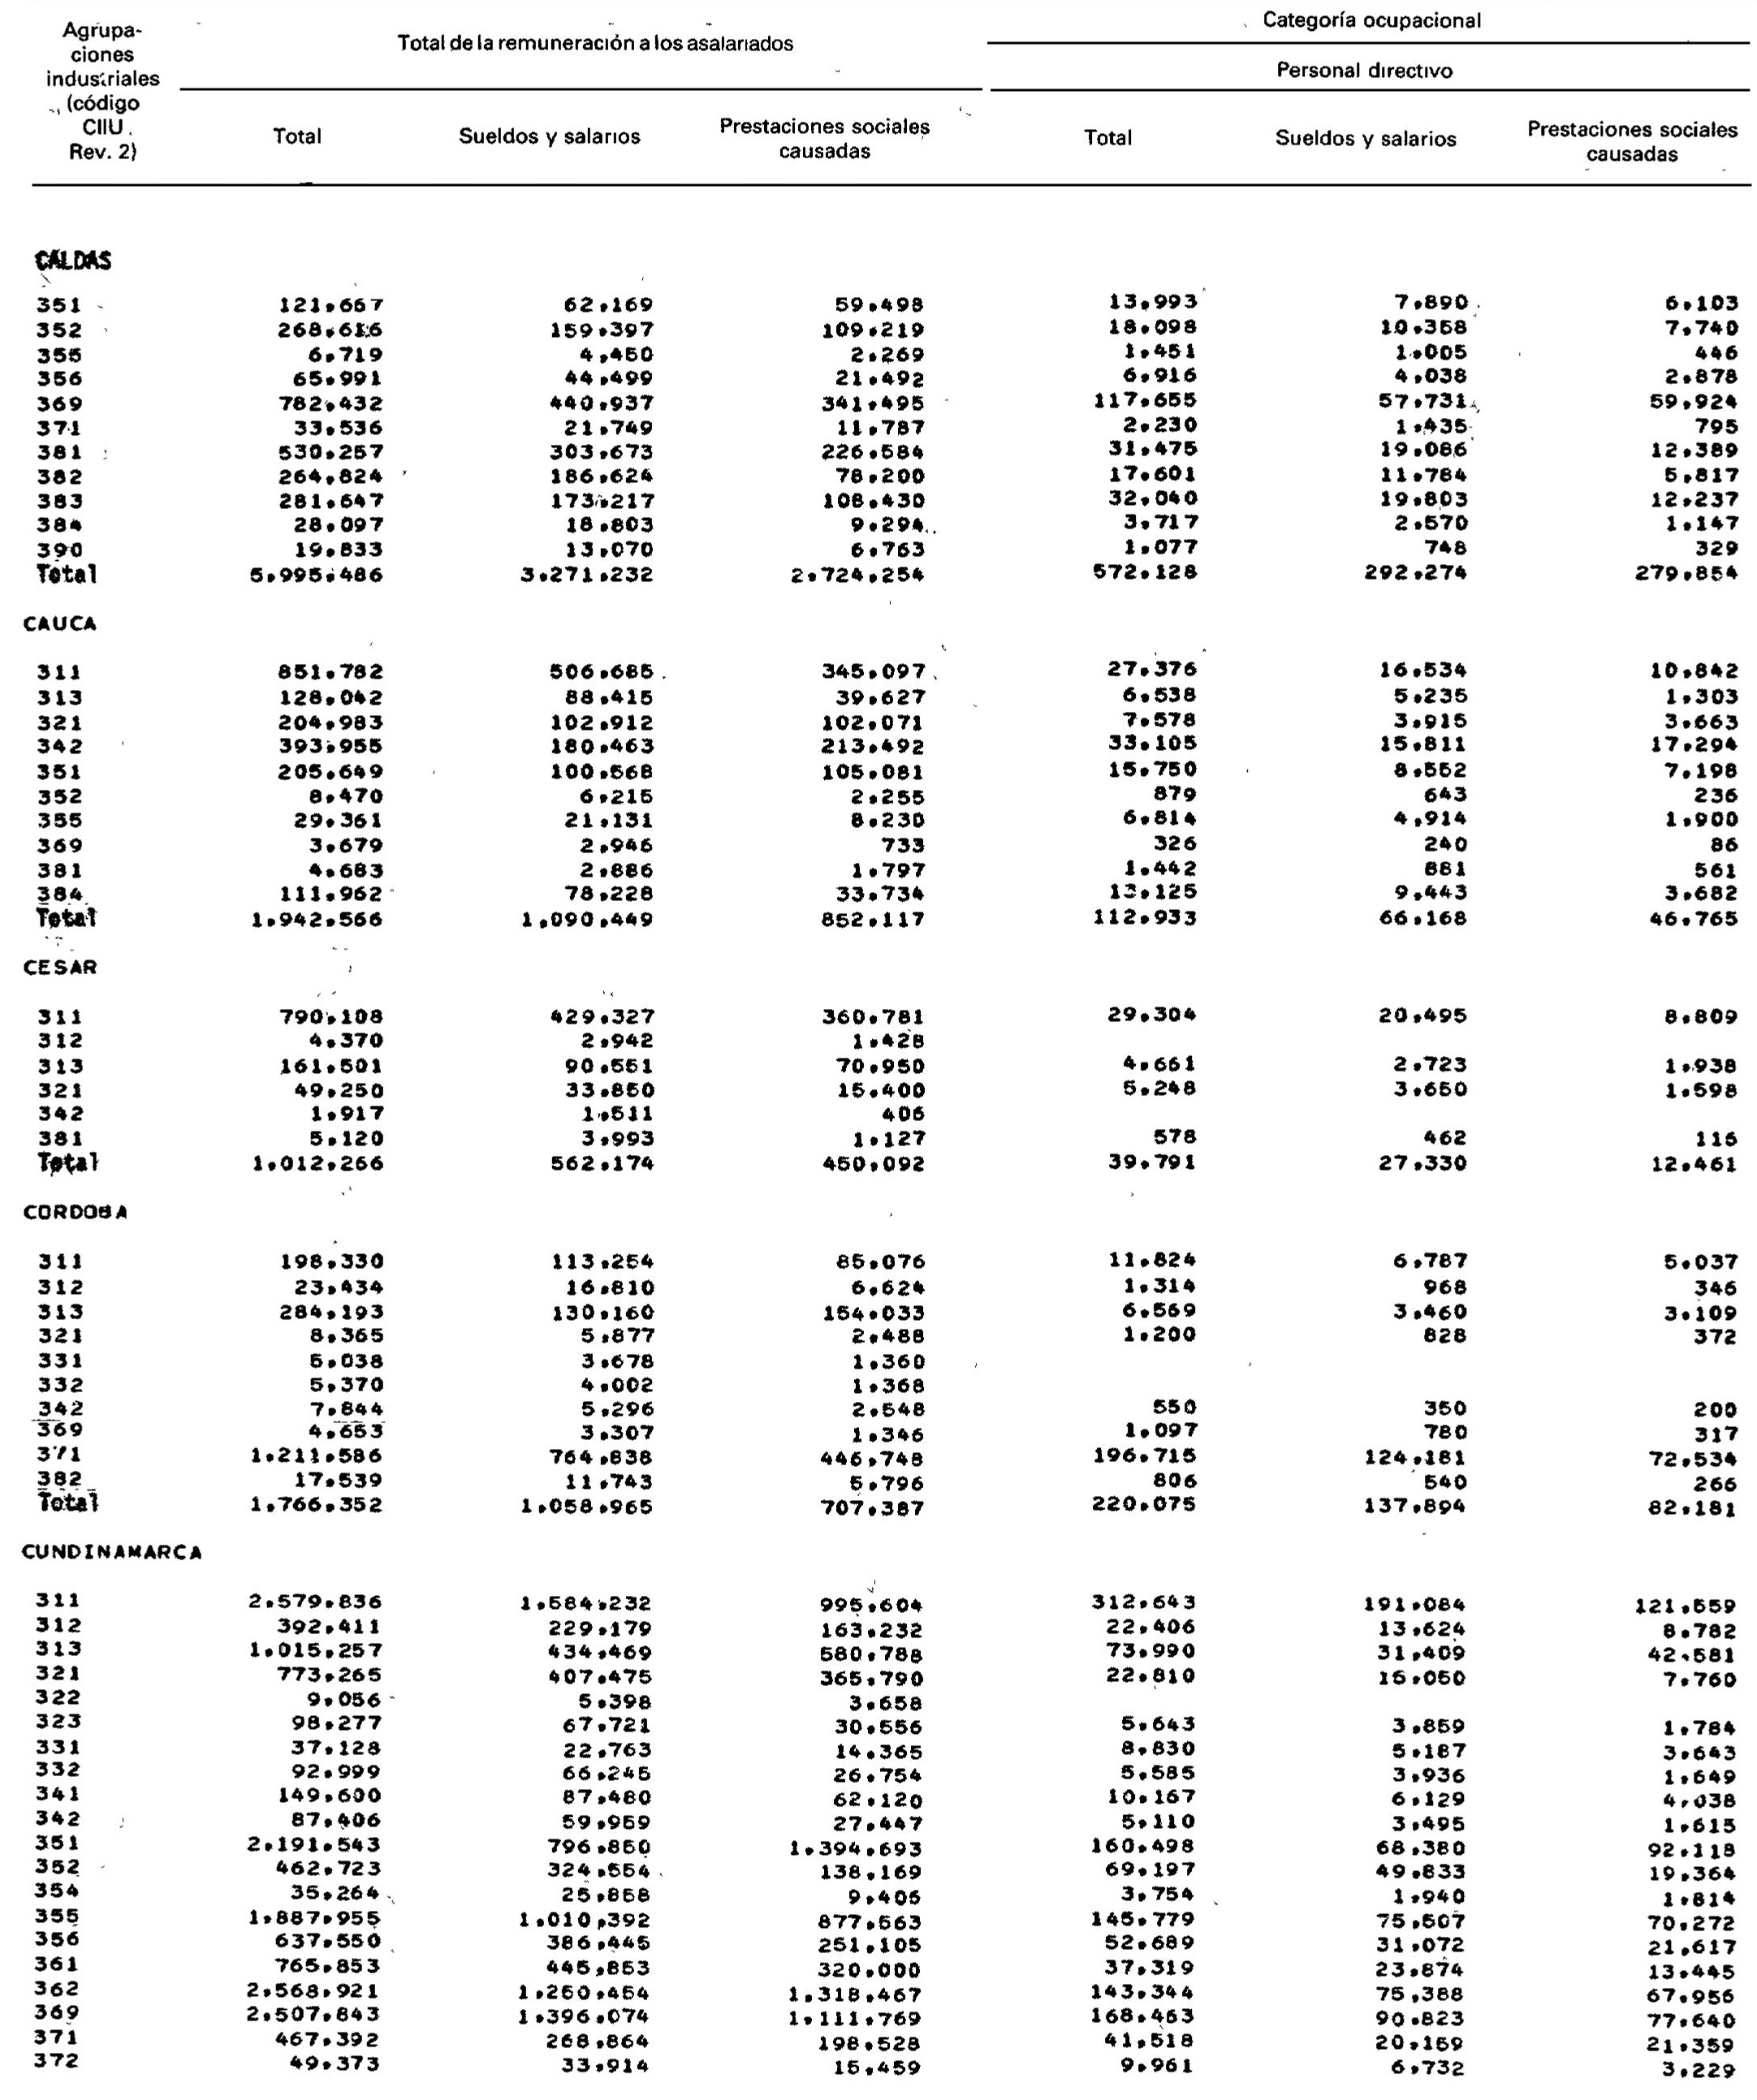 Agrupa-
ciones
industriales
(código
CIIU
Rev. 2)
Total de la remuneración a los asalariados
Categoría ocupacional
Personal directivo
Total Sueldos y salarios Prestaciones sociales causadas Total Sueldos y salarios Prestaciones sociales causadas
CALDAS
351 121.667 62.169 59.498 13.993 7.890 6.103
352 268.616 159.397 109.219 18.098 10.358 7.740
355 6.719 4.450 2.269 1.451 1.005 446
356 65.991 44.499 21.492 6.916 4.038 2.878
369 782.432 440.937 341.495 117.655 57.731 59.924
371 33.536 21.749 11.787 2.230 1.435 795
381 530.257 303.673 226.584 31.475 19.086 12.389
382 264.824 186.624 78.200 17.601 11.784 5.817
383 281.647 173.217 108.430 32.040 19.803 12.237
384 28.097 18.803 9.294 3.717 2.570 1.147
390 19.833 13.070 6.763 1.077 748 329
Total 5.995.486 3.271.232 2.724.254 572.128 292.274 279.854
CAUCA
311 851.782 506.685 345.097 27.376 16.534 10.842
313 128.042 88.415 39.627 6.538 5.235 1.303
321 204.983 102.912 102.071 7.578 3.915 3.663
342 393.955 180.463 213.492 33.105 15.811 17.294
351 205.649 100.568 105.081 15.750 8.552 7.198
352 8.470 6.215 2.255 879 643 236
355 29.361 21.131 8.230 6.814 4.914 1.900
369 3.679 2.946 733 326 240 86
381 4.683 2.886 1.797 1.442 881 561
384 111.962 78.228 33.734 13.125 9.443 3.682
Total 1.942.566 1.090.449 852.117 112.933 66.168 46.765
CESAR
311 790.108 429.327 360.781 29.304 20.495 8.809
312 4.370 2.942 1.428
313 161.501 90.551 70.950 4.661 2.723 1.938
321 49.250 33.850 15.400 5.248 3.650 1.598
342 1.917 1.511 406
381 5.120 3.993 1.127 578 462 116
Total 1.012.266 562.174 450.092 39.791 27.330 12.461
CORDOBA
311 198.330 113.254 85.076 11.824 6.787 5.037
312 23.434 16.810 6.624 1.314 968 346
313 284.193 130.160 154.033 6.569 3.460 3.109
321 8.365 5.877 2.488 1.200 828 372
331 5.038 3.678 1.360
332 5.370 4.002 1.368
342 7.844 5.296 2.548 550 350 200
369 4.653 3.307 1.346 1.097 780 317
371 1.211.586 764.838 446.748 196.715 124.181 72.534
382 17.539 11.743 5.796 806 540 266
Total 1.766.352 1.058.965 707.387 220.075 137.894 82.181
CUNDINAMARCA
311 2.579.836 1.584.232 995.604 312.643 191.084 121.559
312 392.411 229.179 163.232 22.406 13.624 8.782
313 1.015.257 434.469 580.788 73.990 31.409 42.581
321 773.265 407.475 365.790 22.810 15.050 7.760
322 9.056 5.398 3.658
323 98.277 67.721 30.556 5.643 3.859 1.784
331 37.128 22.763 14.365 8.830 5.187 3.643
332 92.999 66.245 26.754 5.585 3.936 1.649
341 149.600 87.480 62.120 10.167 6.129 4.038
342 87.406 59.959 27.447 5.110 3.495 1.615
351 2.191.543 796.850 1.394.693 160.498 68.380 92.118
352 462.723 324.554 138.169 69.197 49.833 19.364
354 35.264 25.858 9.406 3.754 1.940 1.814
355 1.887.955 1.010.392 877.563 145.779 75.507 70.272
356 637.550 386.445 251.105 52.689 31.072 21.617
361 765.853 445.853 320.000 37.319 23.874 13.445
362 2.568.921 1.250.454 1.318.467 143.344 75.388 67.956
369 2.507.843 1.396.074 1.111.769 168.463 90.823 77.640
371 467.392 268.864 198.528 41.518 20.159 21.359
372 49.373 33.914 15.459 9.961 6.732 3.229